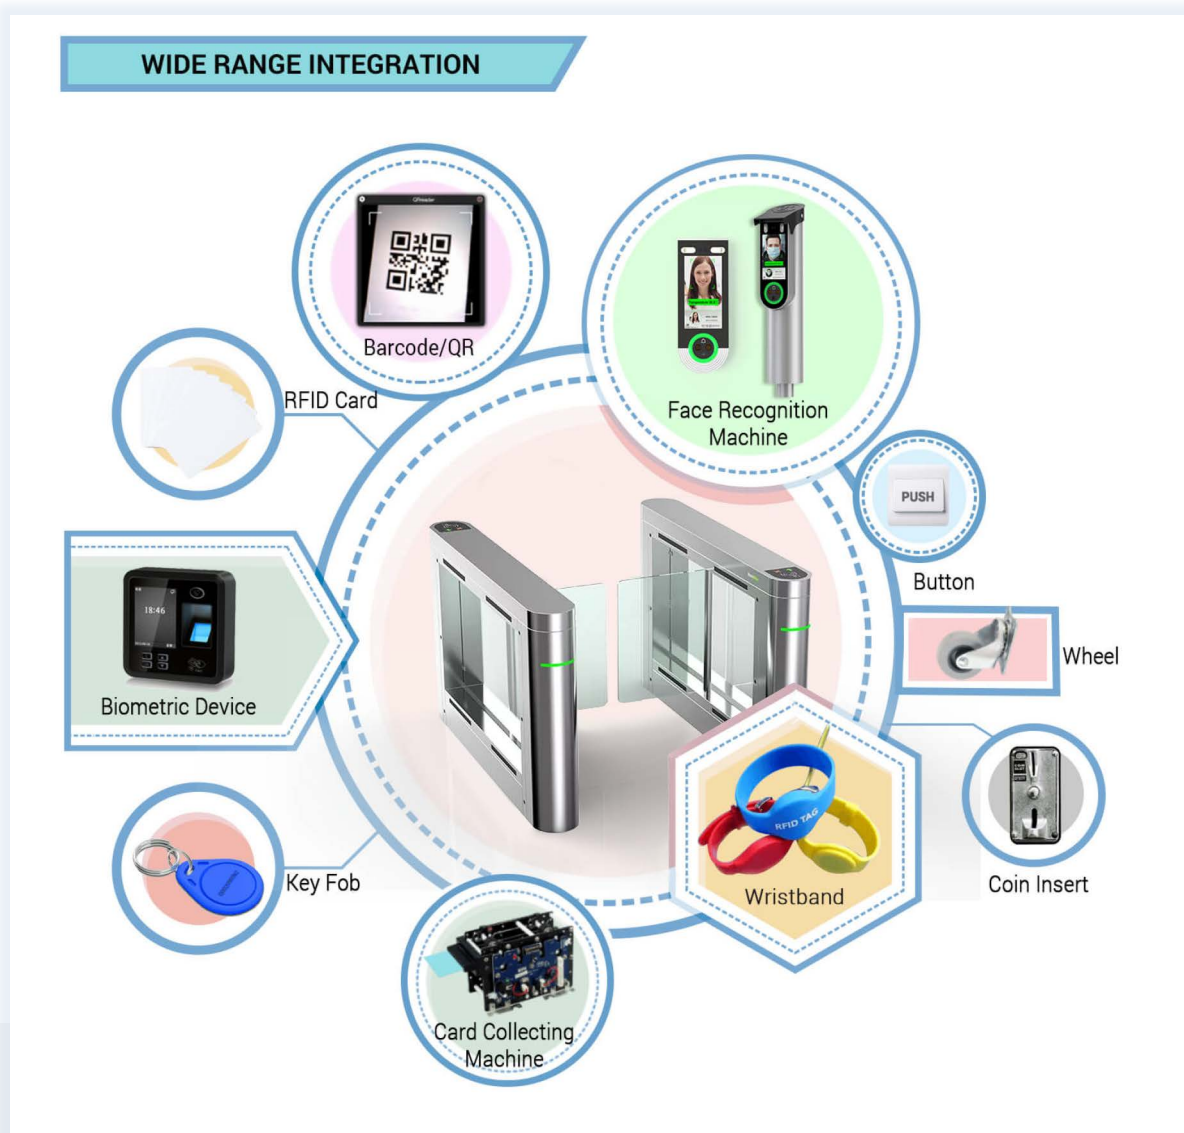 WIDE RANGE INTEGRATION
QReader
Barcode/QR
Face Recognition
Machine
RFID Card
PUSH
Button
18:46
Biometric Device
Wheel
RFID TAG
Wristband
Coin Insert
Key Fob
Card Collecting
Machine